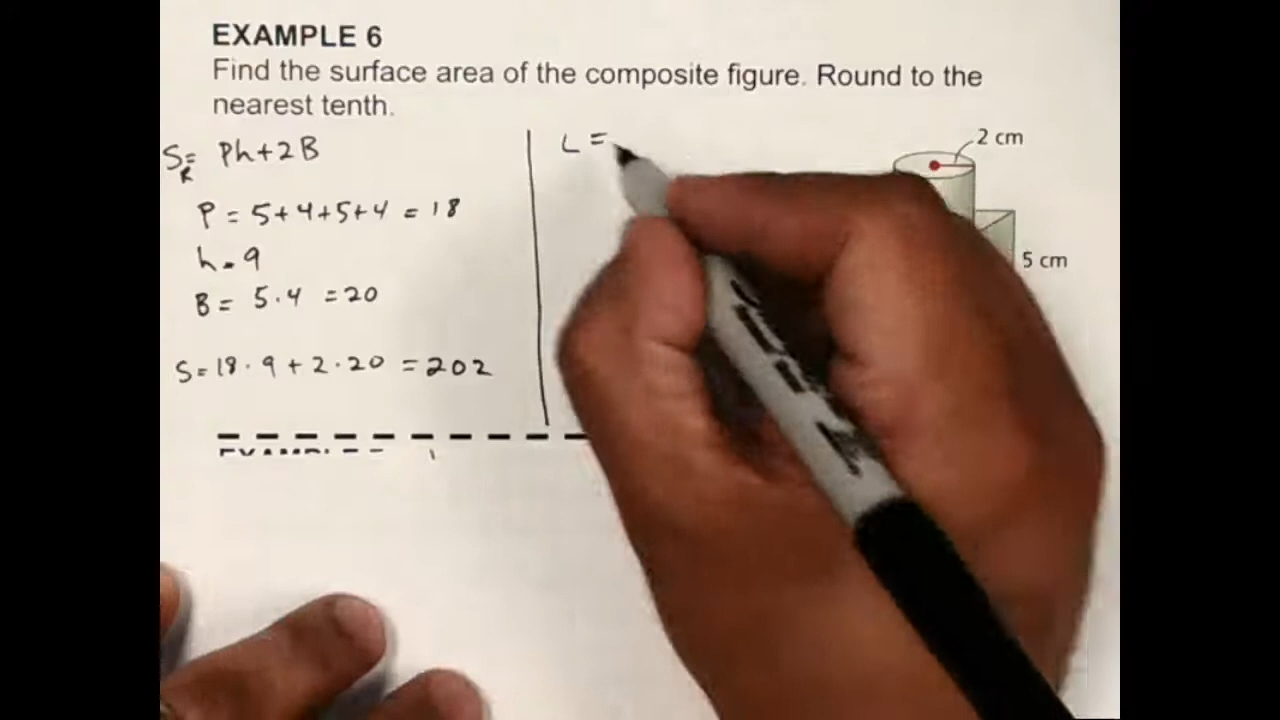 EXAMPLE 6
Find the surface area of the composite figure. Round to the
nearest tenth.
S_R = Ph+2B
P = 5+4+5+4 = 18
h = 9
B = 5·4 = 20
S = 18·9+2·20 = 202
L =
2 cm
5 cm